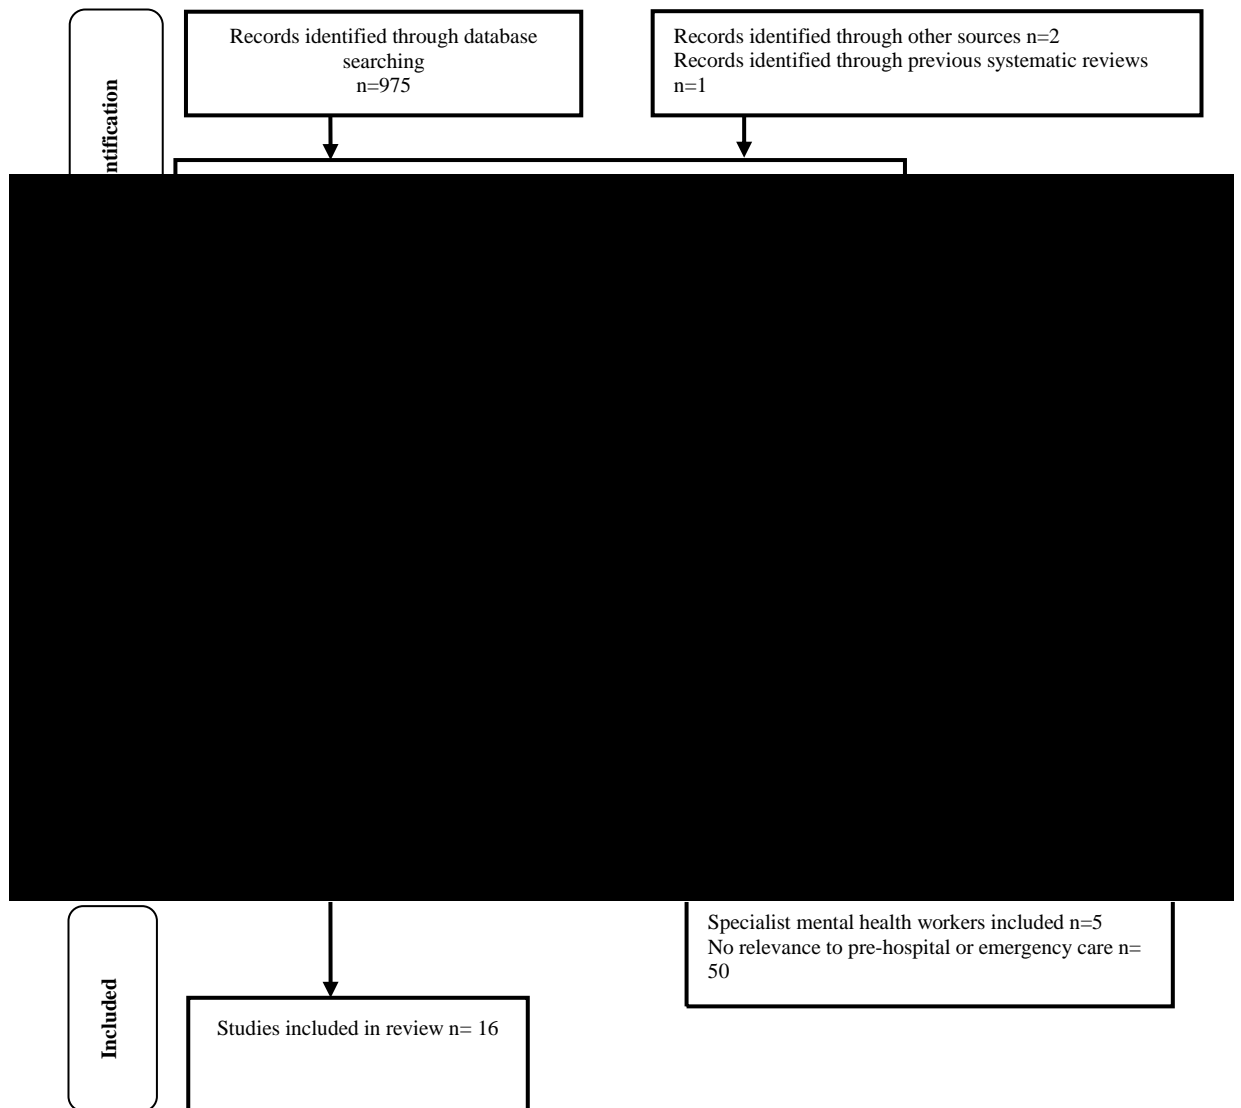 Records identified through database
searching
n=975
Records identified through other sources n=2
Records identified through previous systematic reviews
n=1
ntification
Specialist mental health workers included n=5
No relevance to pre-hospital or emergency care n=
50
Included
Studies included in review n= 16